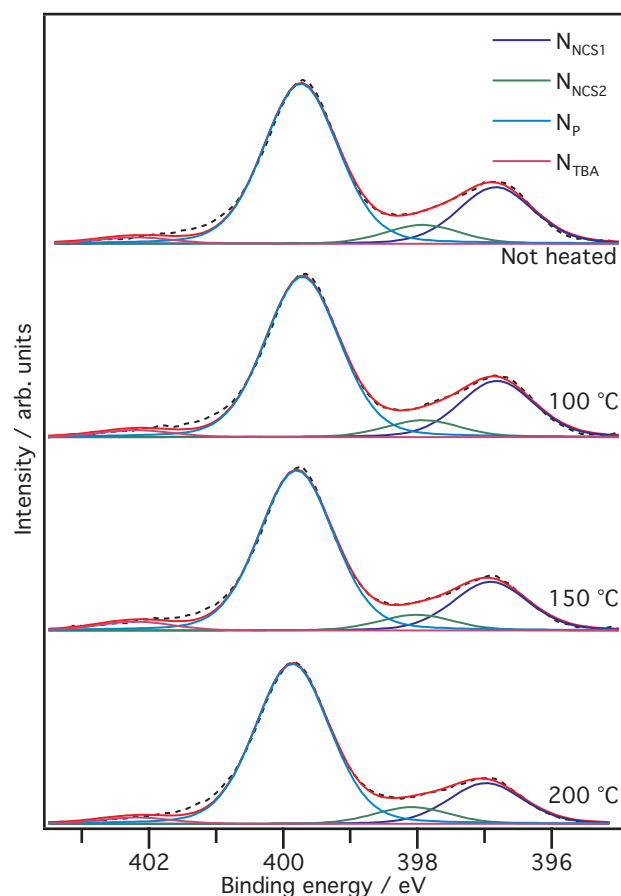 N_NCS1
N_NCS2
N_P
N_TBA
Not heated
100 °C
150 °C
200 °C
Intensity / arb. units
402 400 398 396
Binding energy / eV